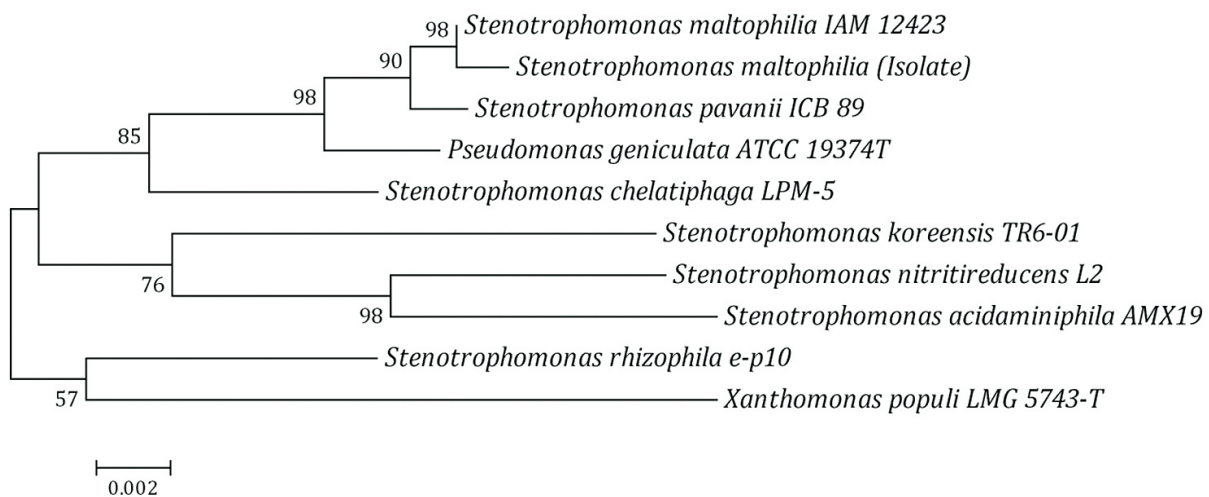 98 Stenotrophomonas maltophilia IAM 12423
90 Stenotrophomonas maltophilia (Isolate)
98 Stenotrophomonas pavanii ICB 89
85 Pseudomonas geniculata ATCC 19374T
Stenotrophomonas chelatiphaga LPM-5
Stenotrophomonas koreensis TR6-01
76 Stenotrophomonas nitritireducens L2
98 Stenotrophomonas acidaminiphila AMX19
Stenotrophomonas rhizophila e-p10
57 Xanthomonas populi LMG 5743-T
0.002